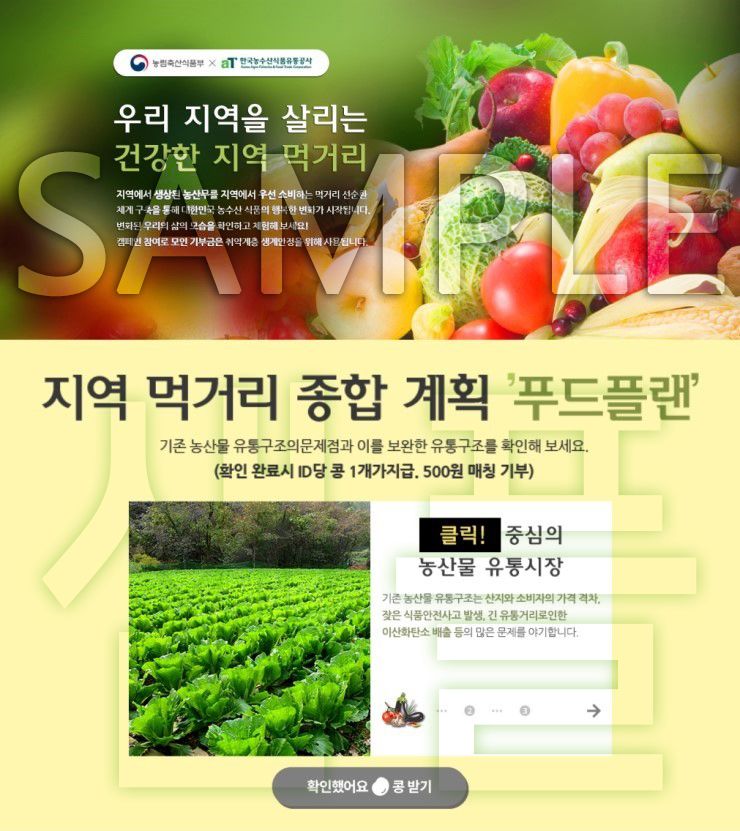 농림축산식품부 × aT 한국농수산식품유통공사
Korea Agro-Fisheries & Food Trade Corporation
우리 지역을 살리는
건강한 지역 먹거리
지역에서 생상된 농산무를 지역에서 우선 소비하는 먹거리 선순환
체계 구축을 통해 대한민국 농수산 식품의 행복한 변화가 시작됩니다.
변화된 우리의 삶의 모습을 확인하고 체험해 보세요!
캠페인 참여로 모인 기부금은 취약계층 생계안정을 위해 사용됩니다.
SAMPLE
지역 먹거리 종합 계획 '푸드플랜'
기존 농산물 유통구조의문제점과 이를 보완한 유통구조를 확인해 보세요.
(확인 완료시 ID당 콩 1개가지급, 500원 매칭 기부)
클릭! 중심의
농산물 유통시장
기존 농산물 유통구조는 산지와 소비자의 가격 격차,
잦은 식품안전사고 발생, 긴 유통거리로인한
이산화탄소 배출 등의 많은 문제를 야기합니다.
··· 2 ··· 3
샘플
확인했어요 콩 받기